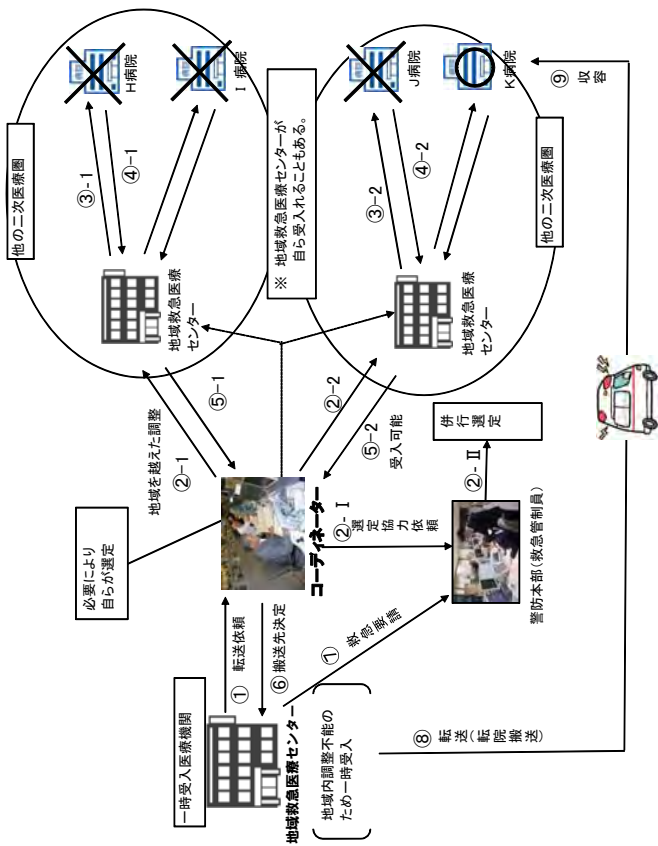 一時受入医療機関
地域救急医療センター
地域内調整不能の
ため一時受入
① 転送依頼
⑥搬送先決定
⑦ 救急要請
⑧ 転送(転院搬送)
必要により
自らが選定
コーディネーター
②-Ⅰ
選定協力依頼
警防本部(救急管制員)
②-Ⅱ
併行
選定
地域を越えた調整
②-1
⑤-1
②-2
⑤-2
受入可能
他の二次医療圏
地域救急医療
センター
③-1
④-1
H病院
I 病院
※ 地域救急医療センターが
自ら受入れることもある。
地域救急医療
センター
③-2
④-2
J病院
K病院
他の二次医療圏
⑨
収容